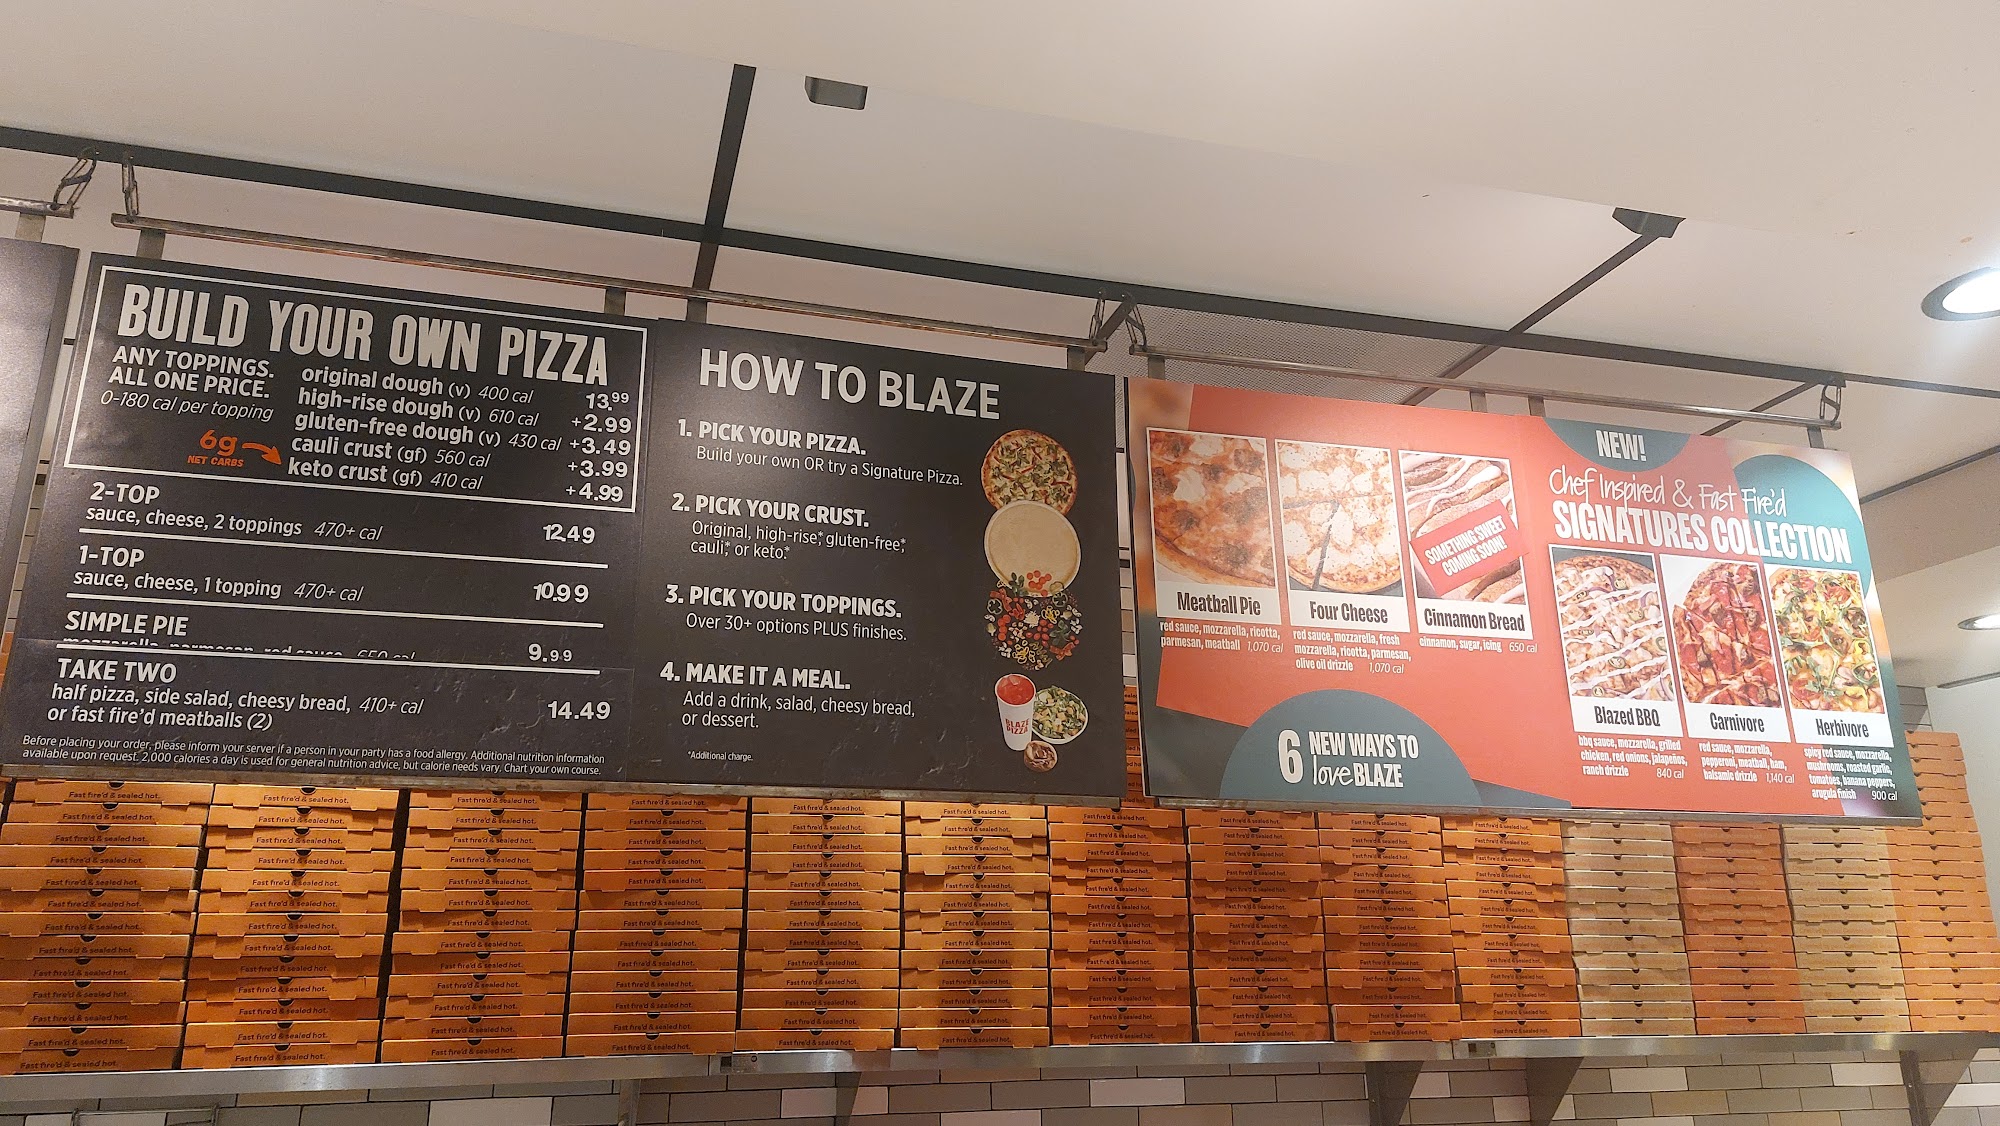 BUILD YOUR OWN PIZZA
ANY TOPPINGS.
ALL ONE PRICE.
0-180 cal per topping
6g
NET CARBS
original dough (v) 400 cal 13.99
high-rise dough (v) 610 cal +2.99
gluten-free dough (v) 430 cal +3.49
cauli crust (gf) 560 cal +3.99
keto crust (gf) 410 cal +4.99
2-TOP
sauce, cheese, 2 toppings 470+ cal 12.49
1-TOP
sauce, cheese, 1 topping 470+ cal 10.99
SIMPLE PIE
mozzarella, parmesan, red sauce 650 cal 9.99
TAKE TWO
half pizza, side salad, cheesy bread, 410+ cal
or fast fire'd meatballs (2) 14.49
Before placing your order, please inform your server if a person in your party has a food allergy. Additional nutrition information
available upon request. 2,000 calories a day is used for general nutrition advice, but calorie needs vary. Chart your own course.
HOW TO BLAZE
1. PICK YOUR PIZZA.
Build your own OR try a Signature Pizza.
2. PICK YOUR CRUST.
Original, high-rise,* gluten-free,*
cauli,* or keto.*
3. PICK YOUR TOPPINGS.
Over 30+ options PLUS finishes.
4. MAKE IT A MEAL.
Add a drink, salad, cheesy bread,
or dessert.
*Additional charge.
BLAZE
PIZZA
Meatball Pie
red sauce, mozzarella, ricotta,
parmesan, meatball 1,070 cal
Four Cheese
red sauce, mozzarella, fresh
mozzarella, ricotta, parmesan,
olive oil drizzle 1,070 cal
SOMETHING SWEET
COMING SOON!
Cinnamon Bread
cinnamon, sugar, icing 650 cal
6 NEW WAYS TO
love BLAZE
NEW!
Chef Inspired & Fast Fire'd
SIGNATURES COLLECTION
Blazed BBQ
bbq sauce, mozzarella, grilled
chicken, red onions, jalapeños,
ranch drizzle 840 cal
Carnivore
red sauce, mozzarella,
pepperoni, meatball, ham,
balsamic drizzle 1,140 cal
Herbivore
spicy red sauce, mozzarella,
mushrooms, roasted garlic,
tomatoes, banana peppers,
arugula finish 900 cal
Fast fire'd & sealed hot.